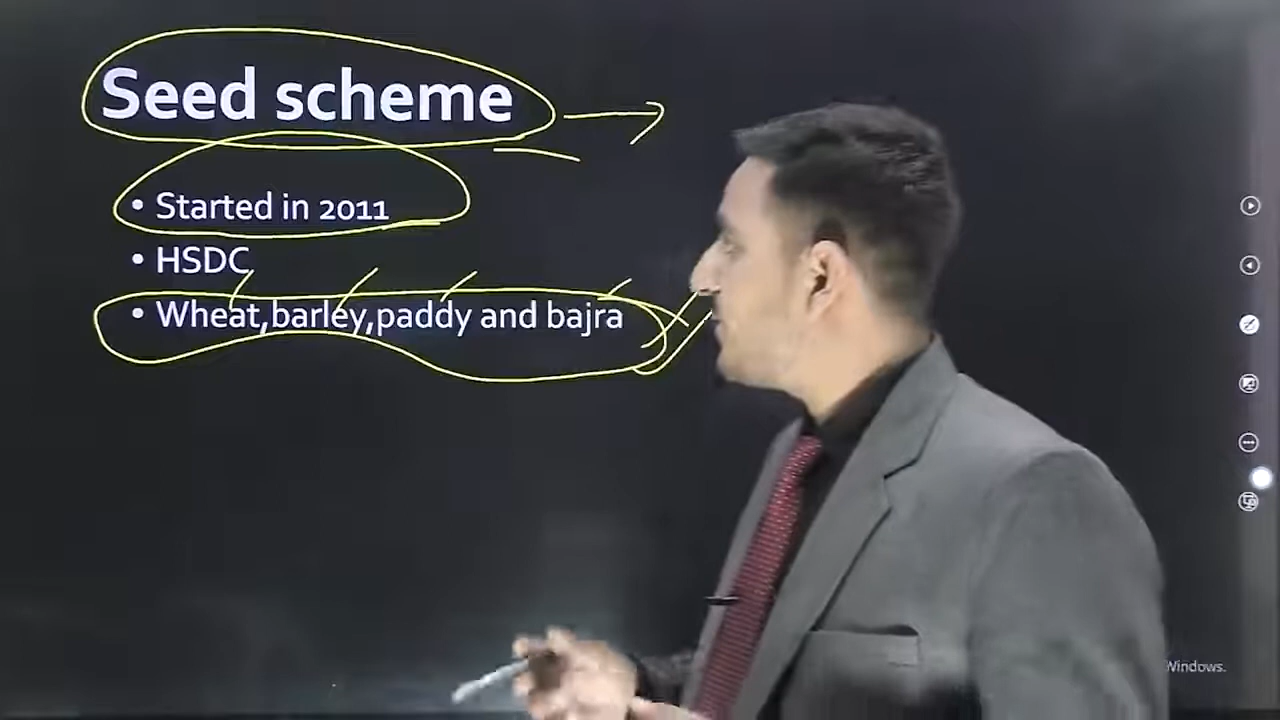 Seed scheme
• Started in 2011
• HSDC
• Wheat,barley,paddy and bajra
Windows.